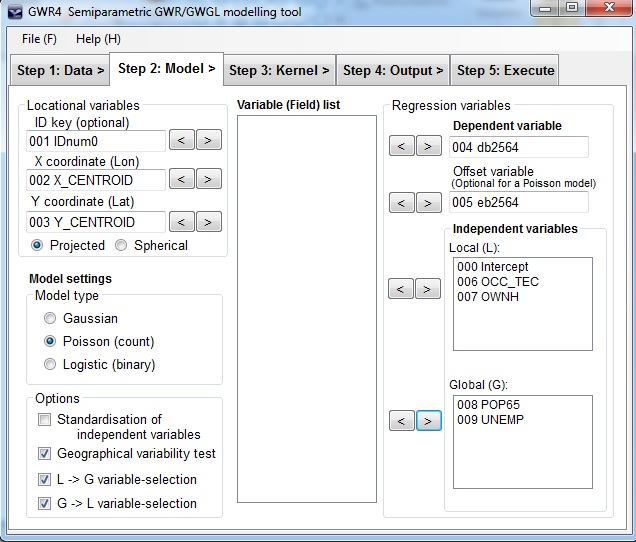 GWR4 Semiparametric GWR/GWGL modelling tool
File (F) Help (H)
Step 1: Data > Step 2: Model > Step 3: Kernel > Step 4: Output > Step 5: Execute
Locational variables
ID key (optional)
001 IDnum0
< >
X coordinate (Lon)
002 X_CENTROID
< >
Y coordinate (Lat)
003 Y_CENTROID
< >
Projected Spherical
Model settings
Model type
Gaussian
Poisson (count)
Logistic (binary)
Options
Standardisation of
independent variables
Geographical variability test
L -> G variable-selection
G -> L variable-selection
Variable (Field) list
Regression variables
Dependent variable
< >
004 db2564
Offset variable
(Optional for a Poisson model)
< >
005 eb2564
Independent variables
Local (L):
< >
000 Intercept
006 OCC_TEC
007 OWNH
Global (G):
< >
008 POP65
009 UNEMP